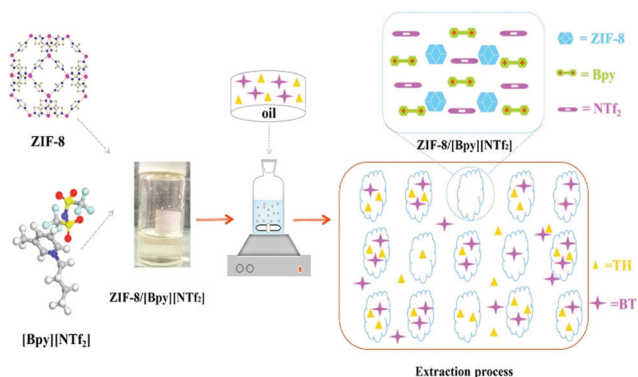 ZIF-8
[Bpy][NTf₂]
ZIF-8/[Bpy][NTf₂]
oil
= ZIF-8
= Bpy
= NTf₂
ZIF-8/[Bpy][NTf₂]
=TH
=BT
Extraction process